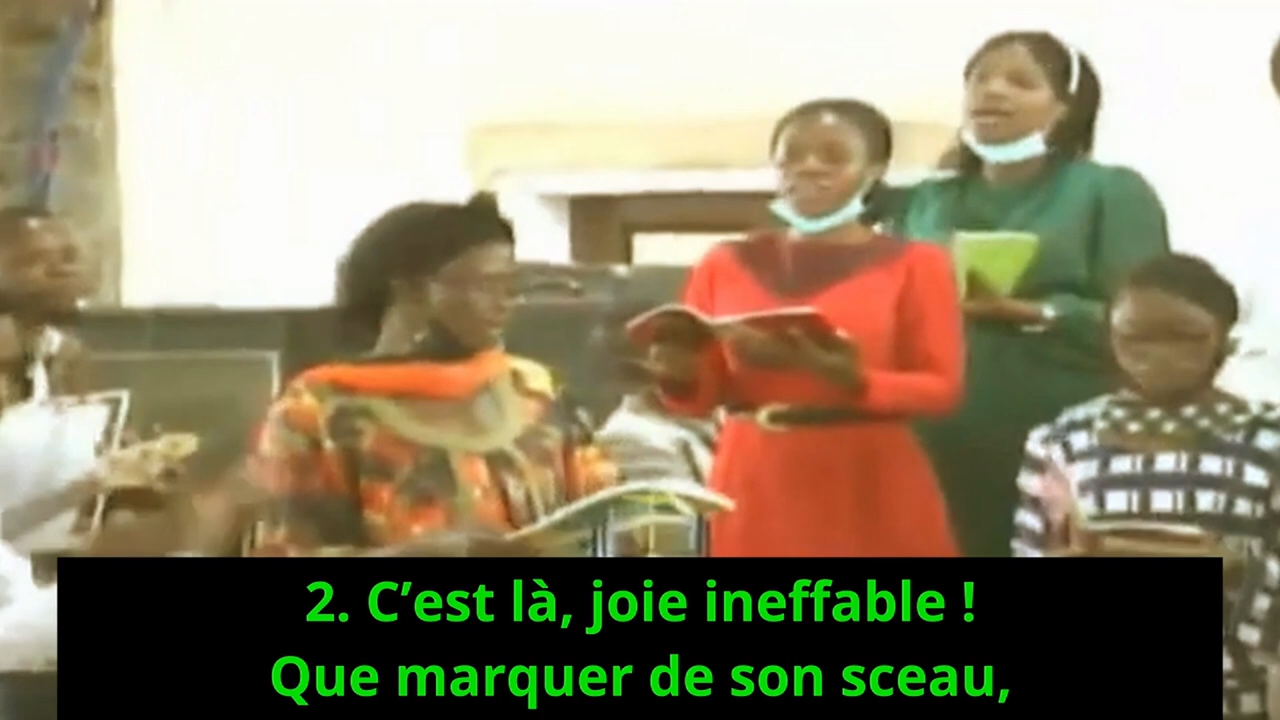 2. C’est là, joie ineffable !
Que marquer de son sceau,